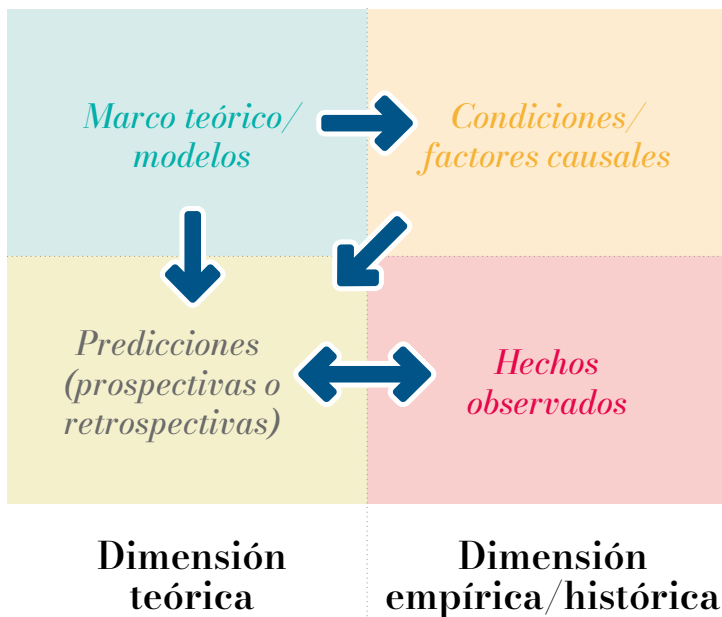 Marco teórico/
modelos
Condiciones/
factores causales
Predicciones
(prospectivas o
retrospectivas)
Hechos
observados
Dimensión
teórica
Dimensión
empírica/histórica